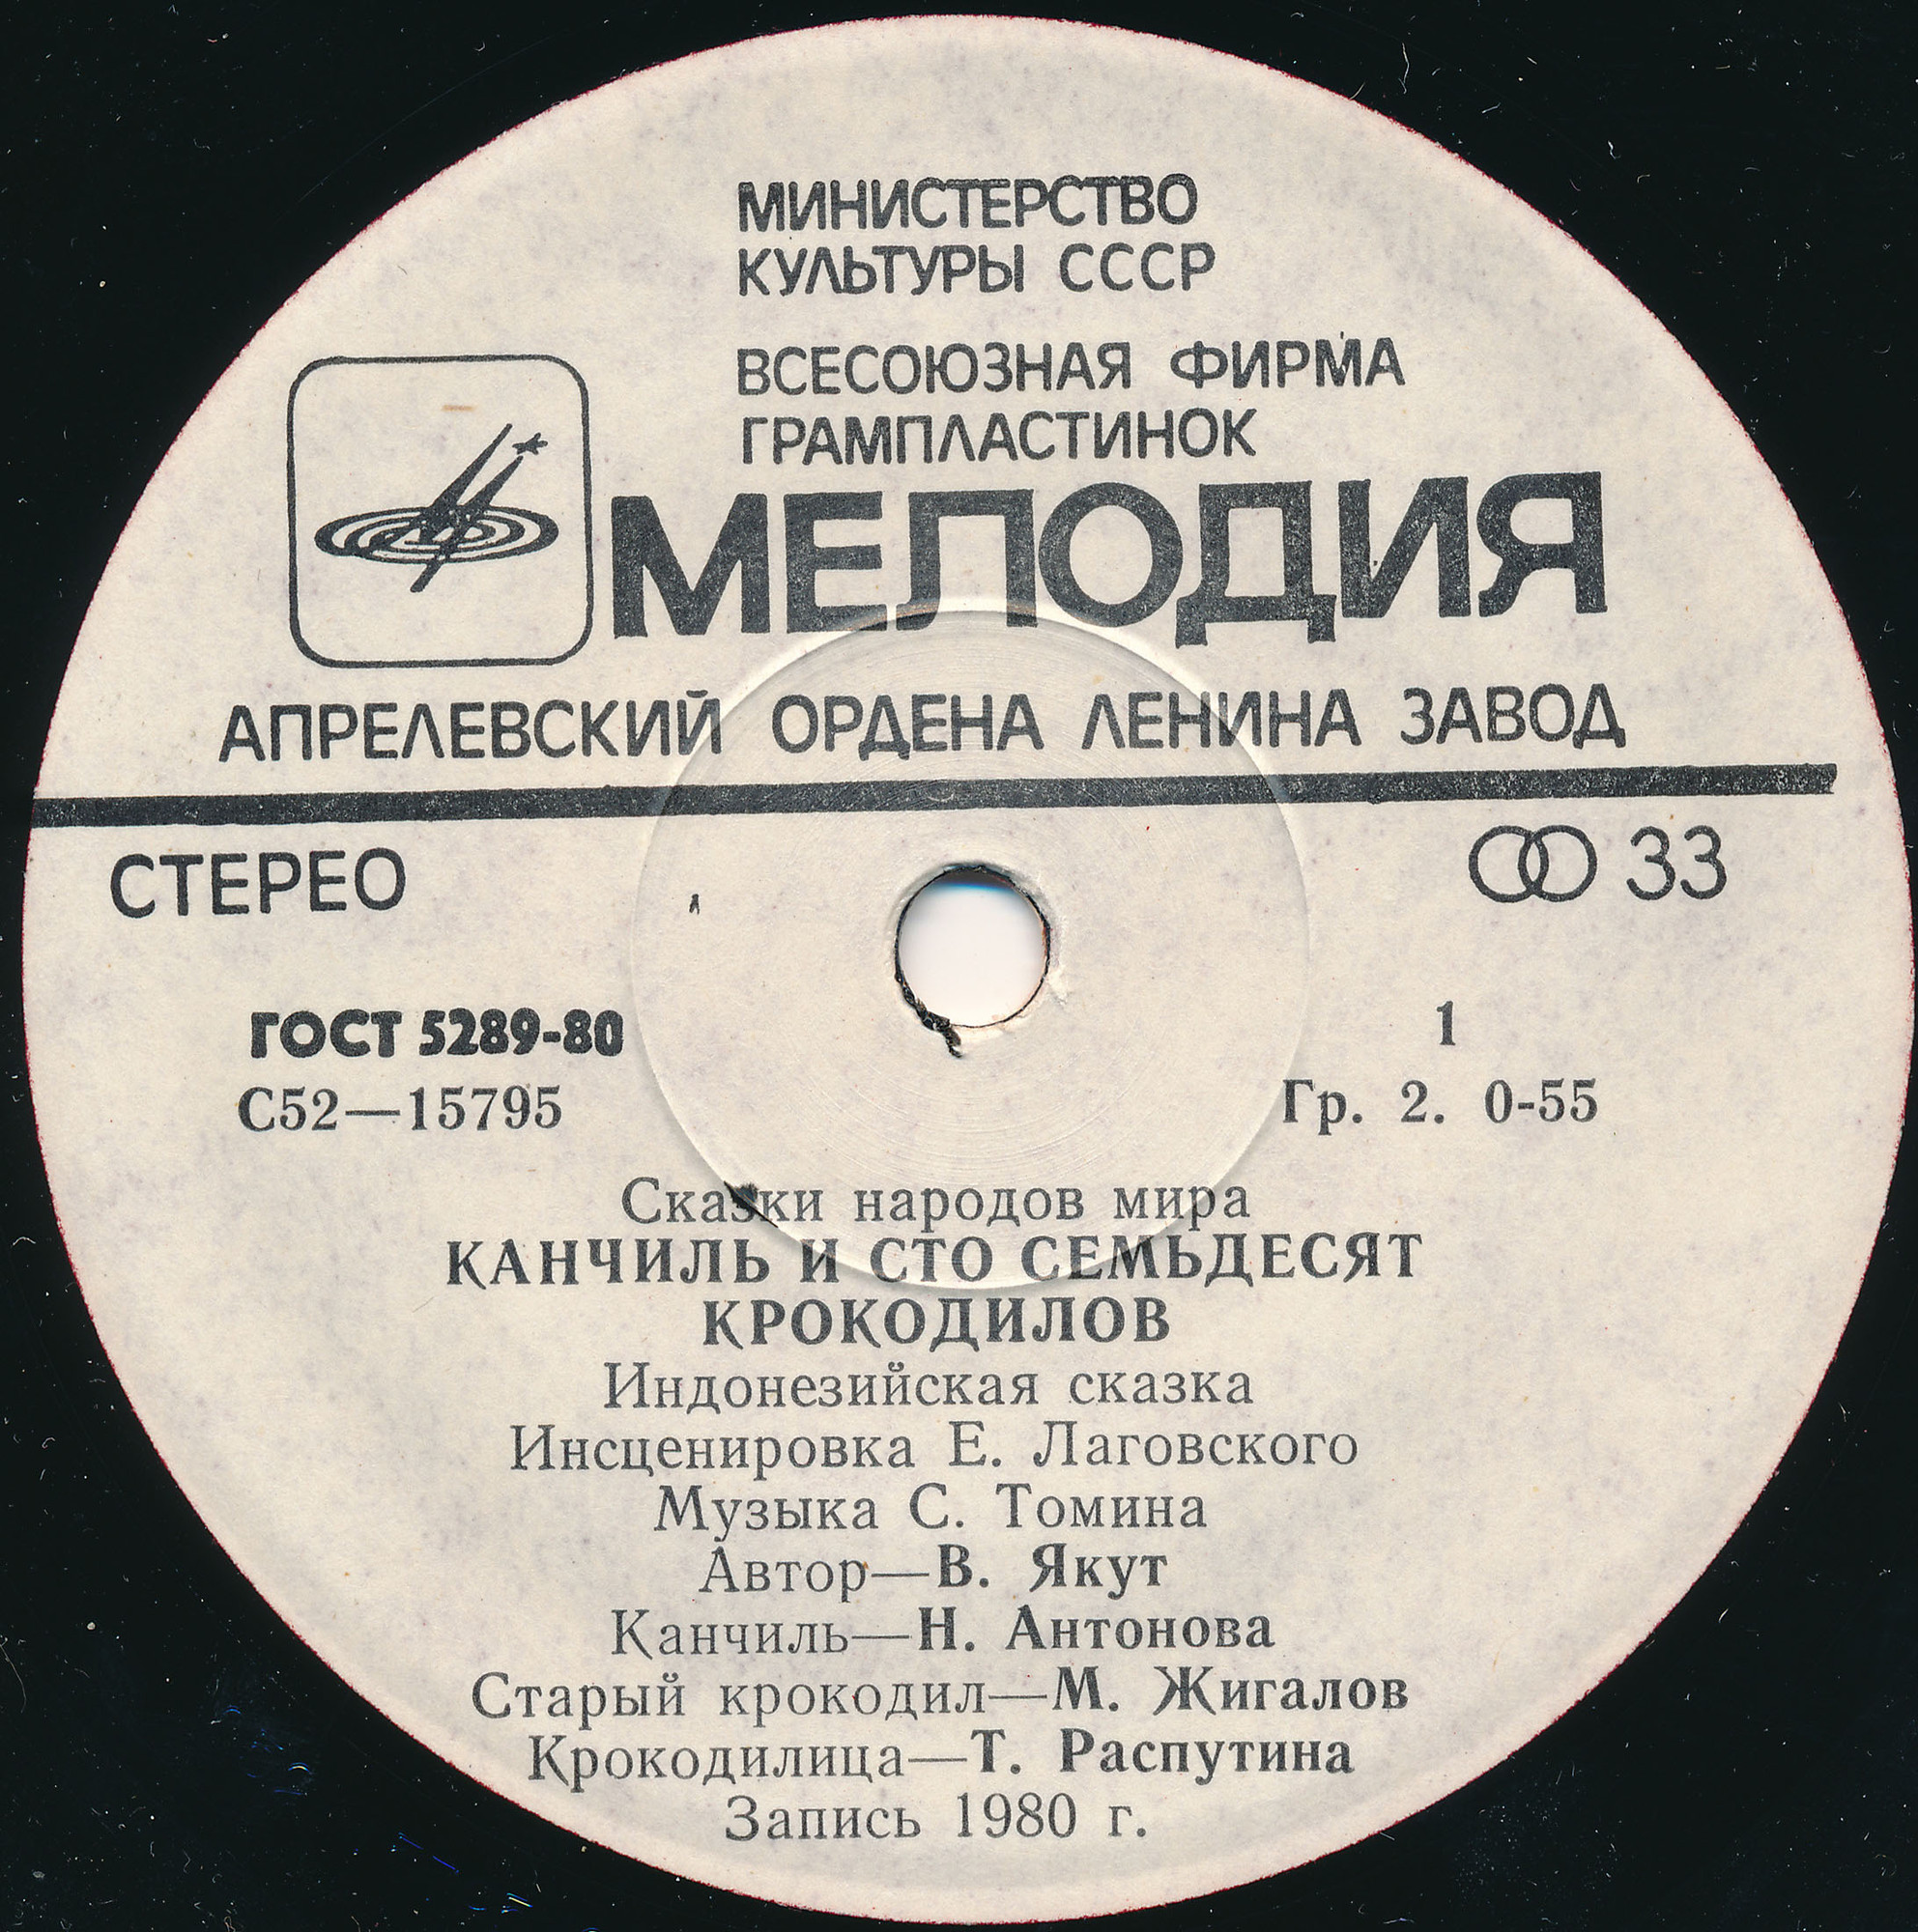 МИНИСТЕРСТВО
КУЛЬТУРЫ СССР
ВСЕСОЮЗНАЯ ФИРМА
ГРАМПЛАСТИНОК
МЕЛОДИЯ
АПРЕЛЕВСКИЙ ОРДЕНА ЛЕНИНА ЗАВОД
СТЕРЕО 33
ГОСТ 5289-80 1
С52—15795 Гр. 2. 0-55
Сказки народов мира
КАНЧИЛЬ И СТО СЕМЬДЕСЯТ
КРОКОДИЛОВ
Индонезийская сказка
Инсценировка Е. Лаговского
Музыка С. Томина
Автор—В. Якут
Канчиль—Н. Антонова
Старый крокодил—М. Жигалов
Крокодилица—Т. Распутина
Запись 1980 г.